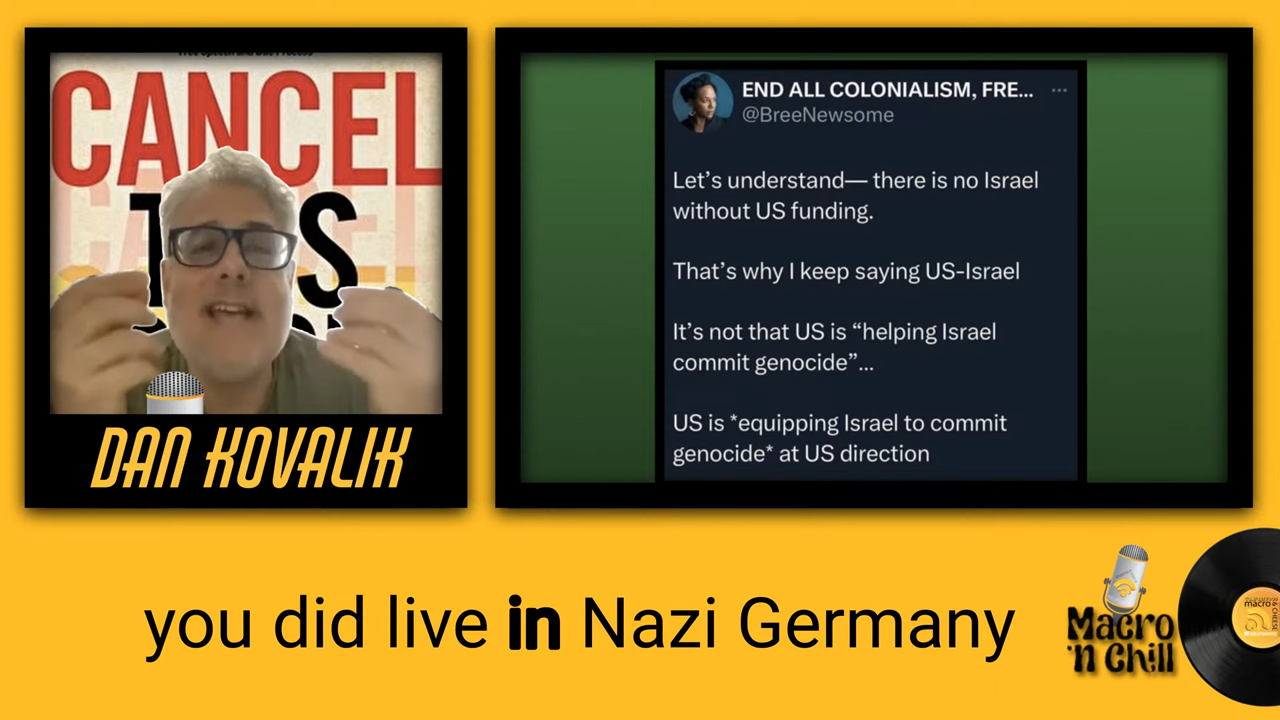 CANCEL
DAN KOVALIK
END ALL COLONIALISM, FRE...
@BreeNewsome
Let's understand— there is no Israel
without US funding.
That's why I keep saying US-Israel
It's not that US is “helping Israel
commit genocide”...
US is *equipping Israel to commit
genocide* at US direction
you did live in Nazi Germany
Macro
'N Chill
macro